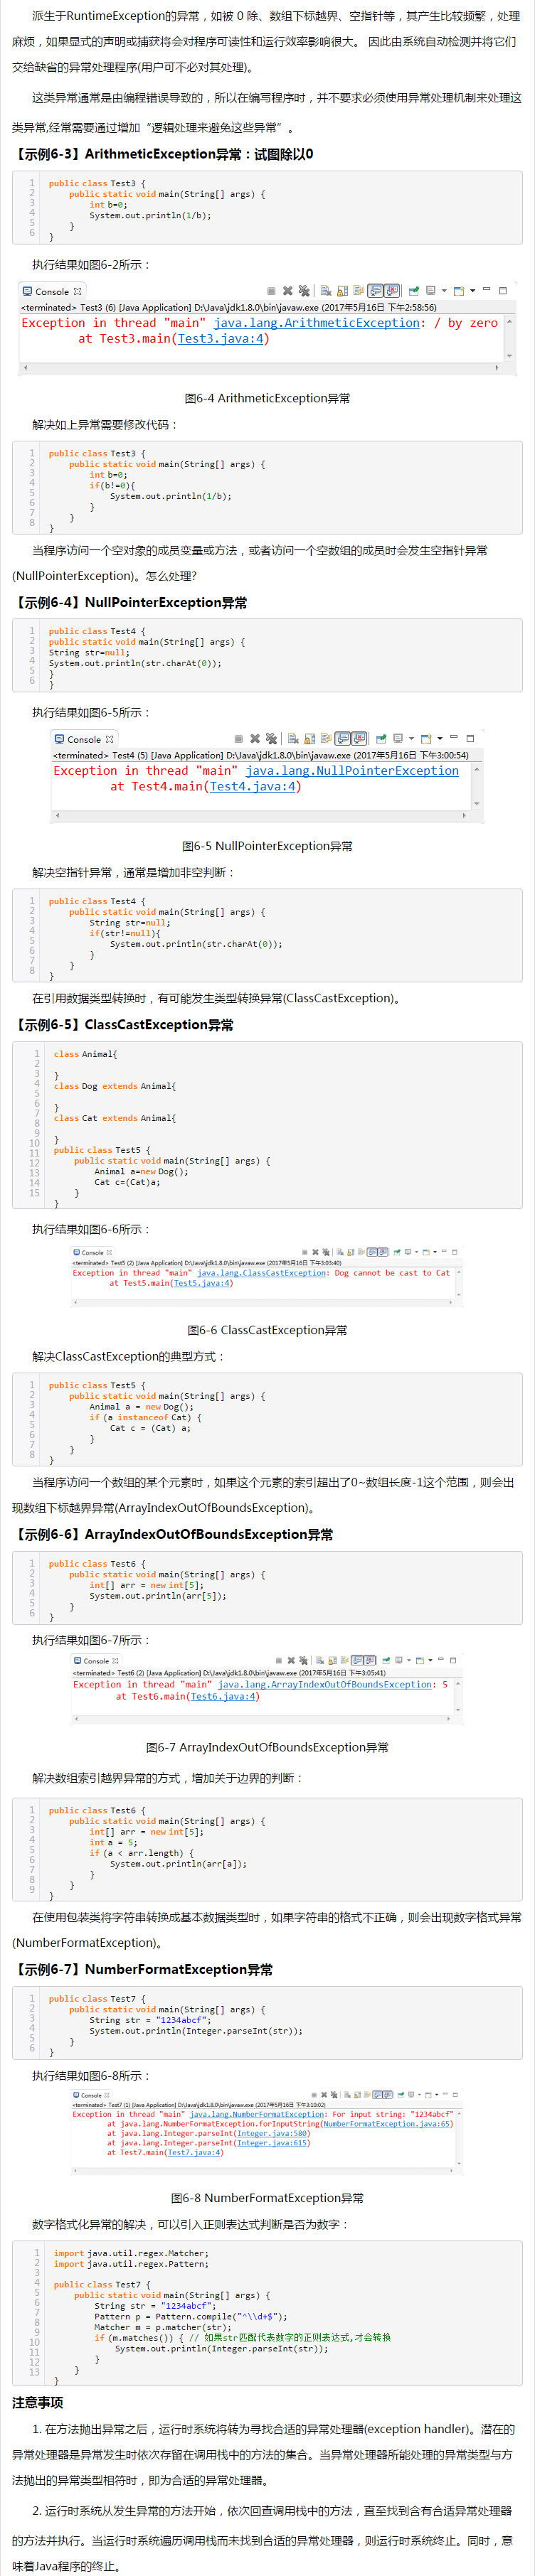 派生于RuntimeException的异常，如被 0 除、数组下标越界、空指针等，其产生比较频繁，处理
麻烦，如果显式的声明或捕获将会对程序可读性和运行效率影响很大。 因此由系统自动检测并将它们
交给缺省的异常处理程序(用户可不必对其处理)。
这类异常通常是由编程错误导致的，所以在编写程序时，并不要求必须使用异常处理机制来处理这
类异常,经常需要通过增加“逻辑处理来避免这些异常”。
【示例6-3】ArithmeticException异常：试图除以0
1 public class Test3 {
2     public static void main(String[] args) {
3         int b=0;
4         System.out.println(1/b);
5     }
6 }
执行结果如图6-2所示：
Console
<terminated> Test3 (6) [Java Application] D:\Java\jdk1.8.0\bin\javaw.exe (2017年5月16日 下午2:58:56)
Exception in thread "main" java.lang.ArithmeticException: / by zero
at Test3.main(Test3.java:4)
图6-4 ArithmeticException异常
解决如上异常需要修改代码：
1 public class Test3 {
2     public static void main(String[] args) {
3         int b=0;
4         if(b!=0){
5             System.out.println(1/b);
6         }
7     }
8 }
当程序访问一个空对象的成员变量或方法，或者访问一个空数组的成员时会发生空指针异常
(NullPointerException)。怎么处理?
【示例6-4】NullPointerException异常
1 public class Test4 {
2 public static void main(String[] args) {
3 String str=null;
4 System.out.println(str.charAt(0));
5 }
6 }
执行结果如图6-5所示：
Console
<terminated> Test4 (5) [Java Application] D:\Java\jdk1.8.0\bin\javaw.exe (2017年5月16日 下午3:00:54)
Exception in thread "main" java.lang.NullPointerException
at Test4.main(Test4.java:4)
图6-5 NullPointerException异常
解决空指针异常，通常是增加非空判断：
1 public class Test4 {
2     public static void main(String[] args) {
3         String str=null;
4         if(str!=null){
5             System.out.println(str.charAt(0));
6         }
7     }
8 }
在引用数据类型转换时，有可能发生类型转换异常(ClassCastException)。
【示例6-5】ClassCastException异常
1 class Animal{
2
3 }
4 class Dog extends Animal{
5
6 }
7 class Cat extends Animal{
8
9 }
10 public class Test5 {
11     public static void main(String[] args) {
12         Animal a=new Dog();
13         Cat c=(Cat)a;
14     }
15 }
执行结果如图6-6所示：
Console
<terminated> Test5 (2) [Java Application] D:\Java\jdk1.8.0\bin\javaw.exe (2017年5月16日 下午3:03:40)
Exception in thread "main" java.lang.ClassCastException: Dog cannot be cast to Cat
at Test5.main(Test5.java:4)
图6-6 ClassCastException异常
解决ClassCastException的典型方式：
1 public class Test5 {
2     public static void main(String[] args) {
3         Animal a = new Dog();
4         if (a instanceof Cat) {
5             Cat c = (Cat) a;
6         }
7     }
8 }
当程序访问一个数组的某个元素时，如果这个元素的索引超出了0~数组长度-1这个范围，则会出
现数组下标越界异常(ArrayIndexOutOfBoundsException)。
【示例6-6】ArrayIndexOutOfBoundsException异常
1 public class Test6 {
2     public static void main(String[] args) {
3         int[] arr = new int[5];
4         System.out.println(arr[5]);
5     }
6 }
执行结果如图6-7所示：
Console
<terminated> Test6 (2) [Java Application] D:\Java\jdk1.8.0\bin\javaw.exe (2017年5月16日 下午3:05:41)
Exception in thread "main" java.lang.ArrayIndexOutOfBoundsException: 5
at Test6.main(Test6.java:4)
图6-7 ArrayIndexOutOfBoundsException异常
解决数组索引越界异常的方式，增加关于边界的判断：
1 public class Test6 {
2     public static void main(String[] args) {
3         int[] arr = new int[5];
4         int a = 5;
5         if (a < arr.length) {
6             System.out.println(arr[a]);
7         }
8     }
9 }
在使用包装类将字符串转换成基本数据类型时，如果字符串的格式不正确，则会出现数字格式异常
(NumberFormatException)。
【示例6-7】NumberFormatException异常
1 public class Test7 {
2     public static void main(String[] args) {
3         String str = "1234abcf";
4         System.out.println(Integer.parseInt(str));
5     }
6 }
执行结果如图6-8所示：
Console
<terminated> Test7 (1) [Java Application] D:\Java\jdk1.8.0\bin\javaw.exe (2017年5月16日 下午3:10:02)
Exception in thread "main" java.lang.NumberFormatException: For input string: "1234abcf"
at java.lang.NumberFormatException.forInputString(NumberFormatException.java:65)
at java.lang.Integer.parseInt(Integer.java:580)
at java.lang.Integer.parseInt(Integer.java:615)
at Test7.main(Test7.java:4)
图6-8 NumberFormatException异常
数字格式化异常的解决，可以引入正则表达式判断是否为数字：
1 import java.util.regex.Matcher;
2 import java.util.regex.Pattern;
3
4 public class Test7 {
5     public static void main(String[] args) {
6         String str = "1234abcf";
7         Pattern p = Pattern.compile("^\\d+$");
8         Matcher m = p.matcher(str);
9         if (m.matches()) { // 如果str匹配代表数字的正则表达式,才会转换
10             System.out.println(Integer.parseInt(str));
11         }
12     }
13 }
注意事项
1. 在方法抛出异常之后，运行时系统将转为寻找合适的异常处理器(exception handler)。潜在的
异常处理器是异常发生时依次存留在调用栈中的方法的集合。当异常处理器所能处理的异常类型与方
法抛出的异常类型相符时，即为合适的异常处理器。
2. 运行时系统从发生异常的方法开始，依次回查调用栈中的方法，直至找到含有合适异常处理器
的方法并执行。当运行时系统遍历调用栈而未找到合适的异常处理器，则运行时系统终止。同时，意
味着Java程序的终止。